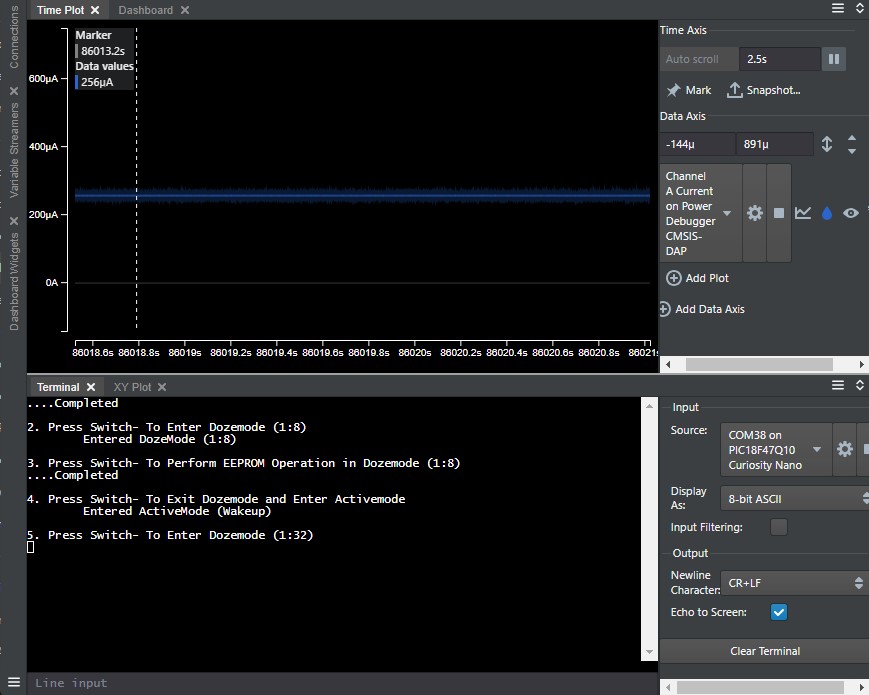 Time Plot
Dashboard
Connections
Variable Streamers
Dashboard Widgets
Marker
86013.2s
Data values
256µA
600µA
400µA
200µA
0A
86018.6s 86018.8s 86019s 86019.2s 86019.4s 86019.6s 86019.8s 86020s 86020.2s 86020.4s 86020.6s 86020.8s 86021s
Time Axis
Auto scroll 2.5s
Mark Snapshot...
Data Axis
-144µ 891µ
Channel
A Current
on Power
Debugger
CMSIS-
DAP
Add Plot
Add Data Axis
Terminal
XY Plot
....Completed
2. Press Switch- To Enter Dozemode (1:8)
Entered DozeMode (1:8)
3. Press Switch- To Perform EEPROM Operation in Dozemode (1:8)
....Completed
4. Press Switch- To Exit Dozemode and Enter Activemode
Entered ActiveMode (Wakeup)
5. Press Switch- To Enter Dozemode (1:32)
Line input
Input
Source:
COM38 on
PIC18F47Q10
Curiosity Nano
Display
As:
8-bit ASCII
Input Filtering:
Output
Newline
Character:
CR+LF
Echo to Screen:
Clear Terminal